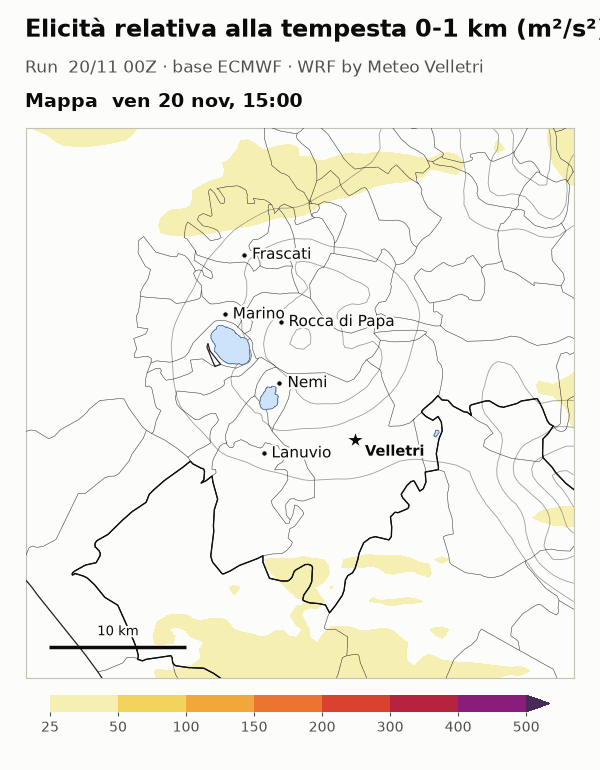 Elicità relativa alla tempesta 0-1 km (m²/s²)
Run 20/11 00Z · base ECMWF · WRF by Meteo Velletri
Mappa ven 20 nov, 15:00
Frascati
Marino
Rocca di Papa
Nemi
Velletri
Lanuvio
10 km
25 50 100 150 200 300 400 500